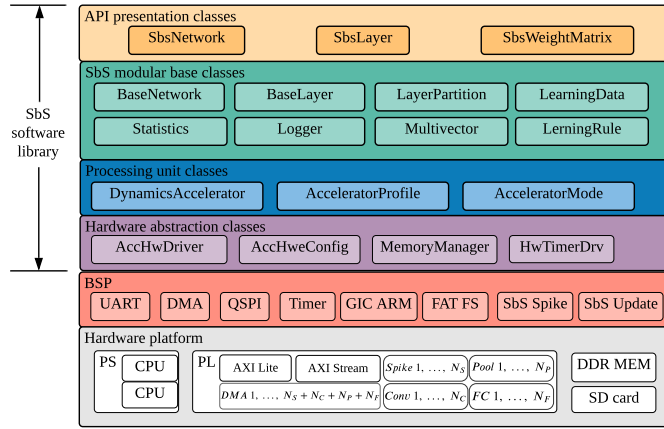 API presentation classes
SbsNetwork SbsLayer SbsWeightMatrix
SbS modular base classes
BaseNetwork BaseLayer LayerPartition LearningData
Statistics Logger Multivector LerningRule
SbS
software
library
Processing unit classes
DynamicsAccelerator AcceleratorProfile AcceleratorMode
Hardware abstraction classes
AccHwDriver AccHweConfig MemoryManager HwTimerDrv
BSP
UART DMA QSPI Timer GIC ARM FAT FS SbS Spike SbS Update
Hardware platform
PS CPU PL AXI Lite AXI Stream Spike 1, …, N_S Pool 1, …, N_P DDR MEM
CPU DMA 1, …, N_S + N_C + N_P + N_F Conv 1, …, N_C FC 1, …, N_F SD card